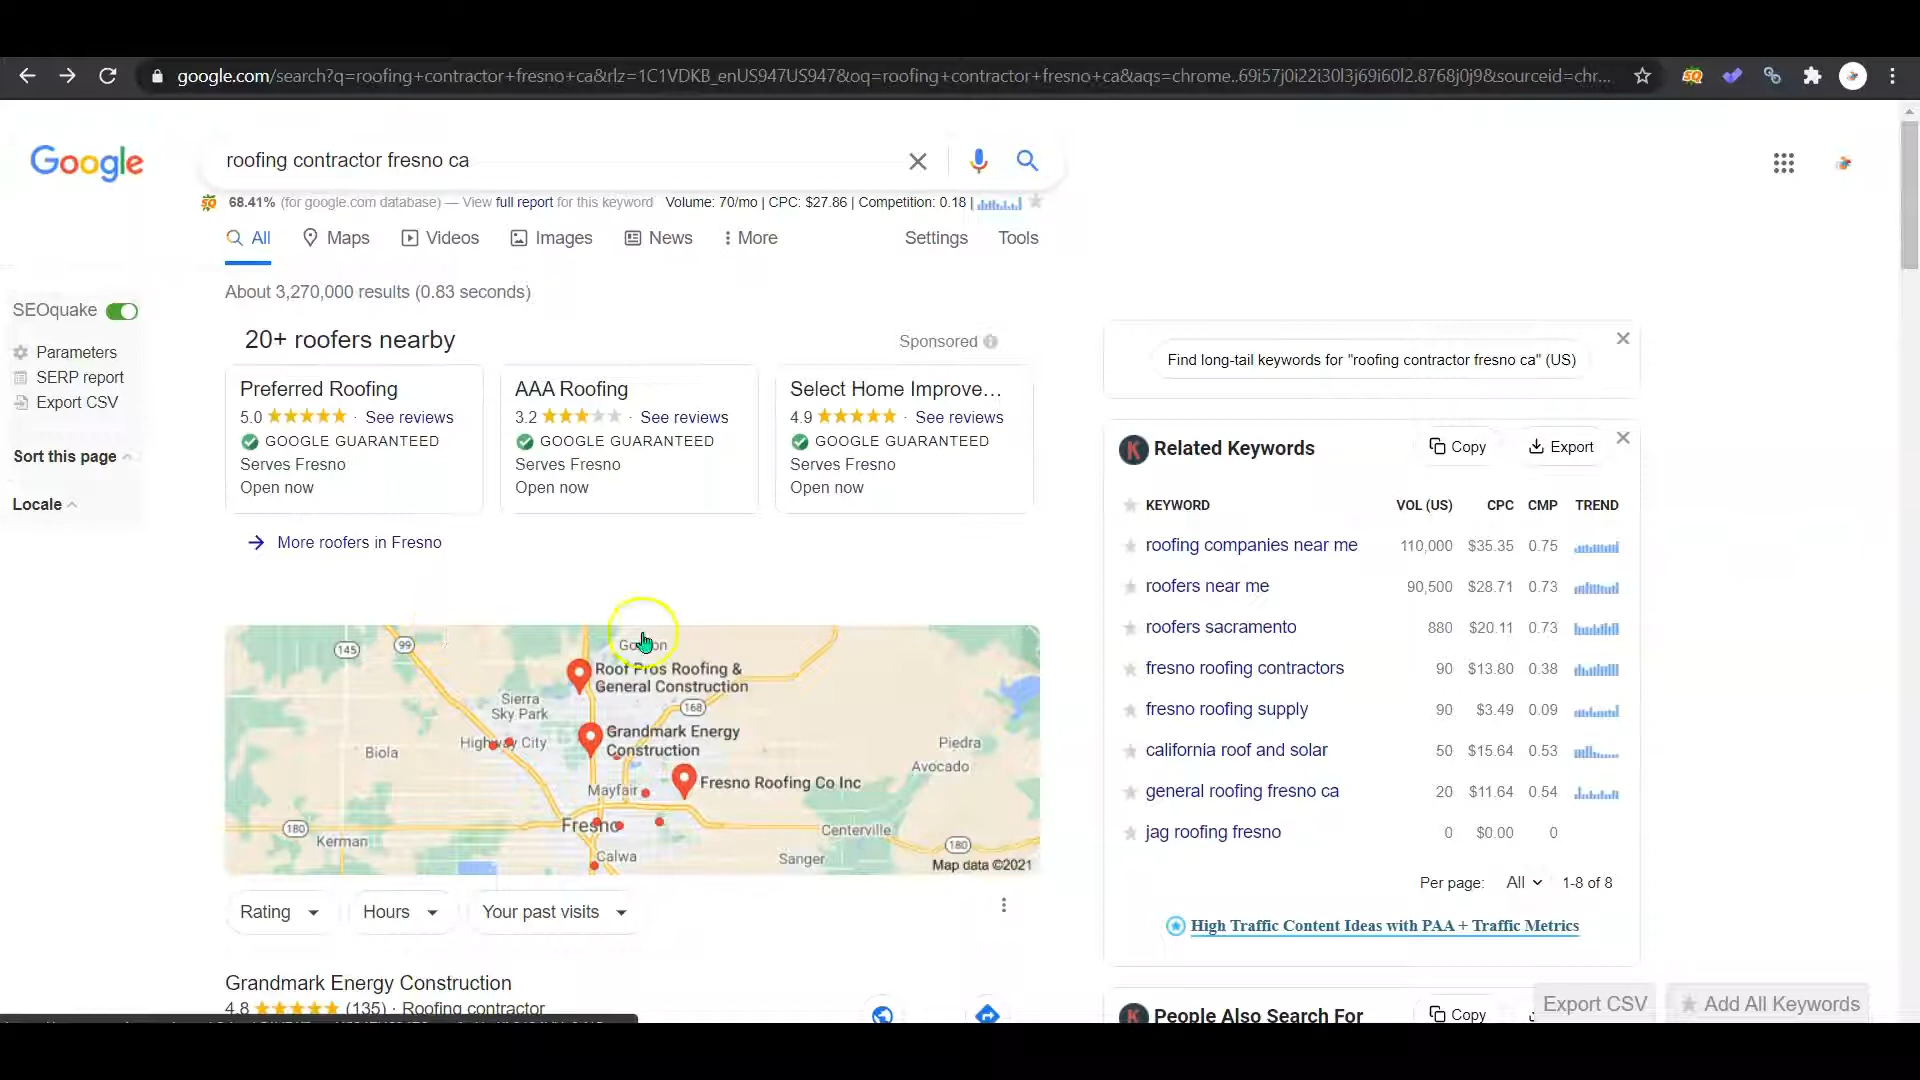 google.com/search?q=roofing+contractor+fresno+ca&rlz=1C1VDKB_enUS947US947&oq=roofing+contractor+fresno+ca&aqs=chrome..69i57j0i22i30l3j69i60l2.8768j0j9&sourceid=chr...
Google
roofing contractor fresno ca
68.41% (for google.com database) — View full report for this keyword Volume: 70/mo | CPC: $27.86 | Competition: 0.18 |
All Maps Videos Images News More Settings Tools
About 3,270,000 results (0.83 seconds)
SEOquake
Parameters
SERP report
Export CSV
Sort this page
Locale
20+ roofers nearby
Sponsored
Preferred Roofing
5.0 · See reviews
GOOGLE GUARANTEED
Serves Fresno
Open now
AAA Roofing
3.2 · See reviews
GOOGLE GUARANTEED
Serves Fresno
Open now
Select Home Improve...
4.9 · See reviews
GOOGLE GUARANTEED
Serves Fresno
Open now
More roofers in Fresno
145
99
Roof Pros Roofing &
General Construction
Sierra
Sky Park
168
Grandmark Energy
Construction
Highway City
Biola
Piedra
Avocado
Fresno Roofing Co Inc
Mayfair
180
Fresno
Kerman
Centerville
180
Calwa
Sanger
Map data ©2021
Rating Hours Your past visits
Grandmark Energy Construction
4.8 (135) · Roofing contractor
Find long-tail keywords for "roofing contractor fresno ca" (US)
K Related Keywords Copy Export
KEYWORD VOL (US) CPC CMP TREND
roofing companies near me 110,000 $35.35 0.75
roofers near me 90,500 $28.71 0.73
roofers sacramento 880 $20.11 0.73
fresno roofing contractors 90 $13.80 0.38
fresno roofing supply 90 $3.49 0.09
california roof and solar 50 $15.64 0.53
general roofing fresno ca 20 $11.64 0.54
jag roofing fresno 0 $0.00 0
Per page: All 1-8 of 8
High Traffic Content Ideas with PAA + Traffic Metrics
K People Also Search For Copy
Export CSV
Add All Keywords